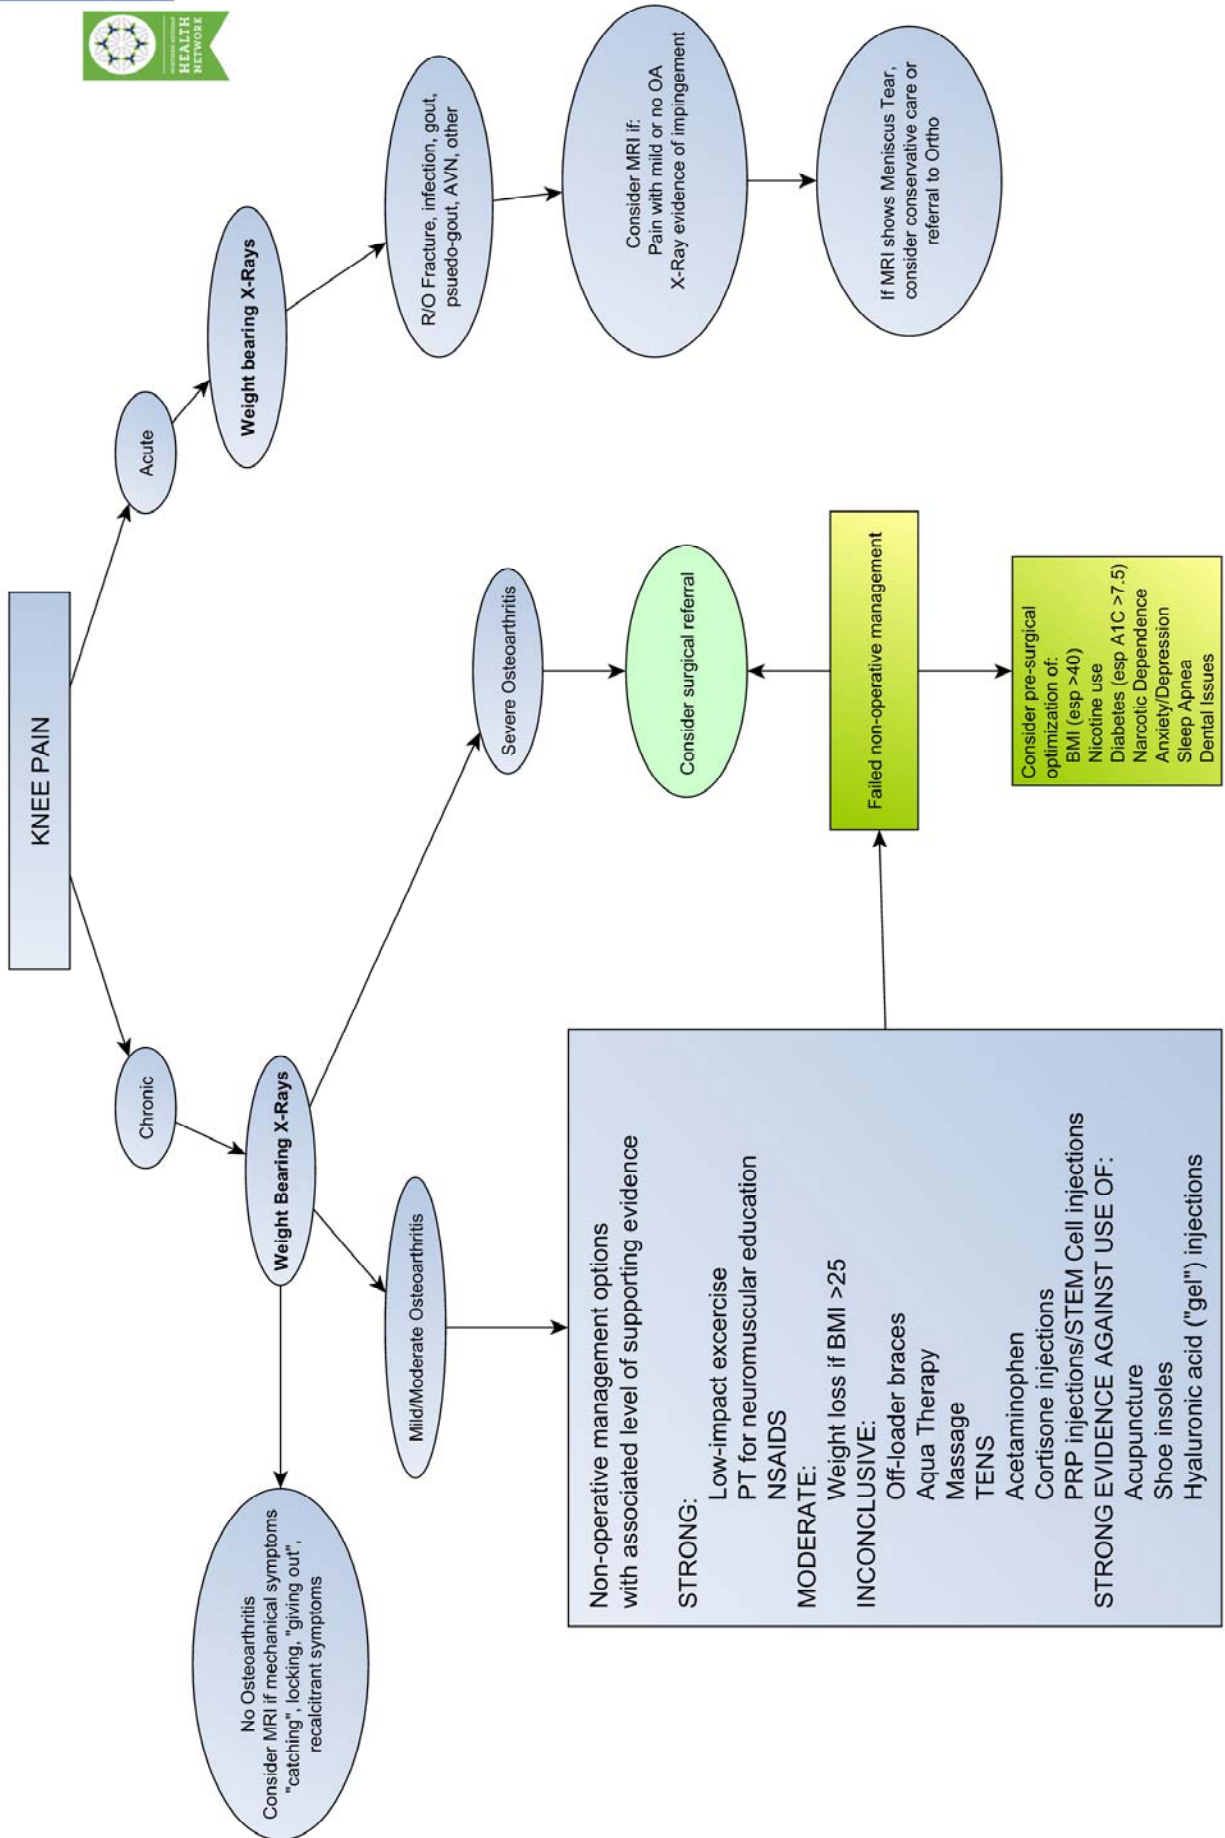 KNEE PAIN
Chronic
Acute
Weight Bearing X-Rays
Weight bearing X-Rays
No Osteoarthritis
Consider MRI if mechanical symptoms
"catching", locking, "giving out",
recalcitrant symptoms
Mild/Moderate Osteoarthritis
Severe Osteoarthritis
R/O Fracture, infection, gout,
psuedo-gout, AVN, other
Consider MRI if:
Pain with mild or no OA
X-Ray evidence of impingement
If MRI shows Meniscus Tear,
consider conservative care or
referral to Ortho
Non-operative management options
with associated level of supporting evidence
STRONG:
Low-impact excercise
PT for neuromuscular education
NSAIDS
MODERATE:
Weight loss if BMI >25
INCONCLUSIVE:
Off-loader braces
Aqua Therapy
Massage
TENS
Acetaminophen
Cortisone injections
PRP injections/STEM Cell injections
STRONG EVIDENCE AGAINST USE OF:
Acupuncture
Shoe insoles
Hyaluronic acid ("gel") injections
Consider surgical referral
Failed non-operative management
Consider pre-surgical
optimization of:
BMI (esp >40)
Nicotine use
Diabetes (esp A1C >7.5)
Narcotic Dependence
Anxiety/Depression
Sleep Apnea
Dental Issues
HEALTH
NETWORK